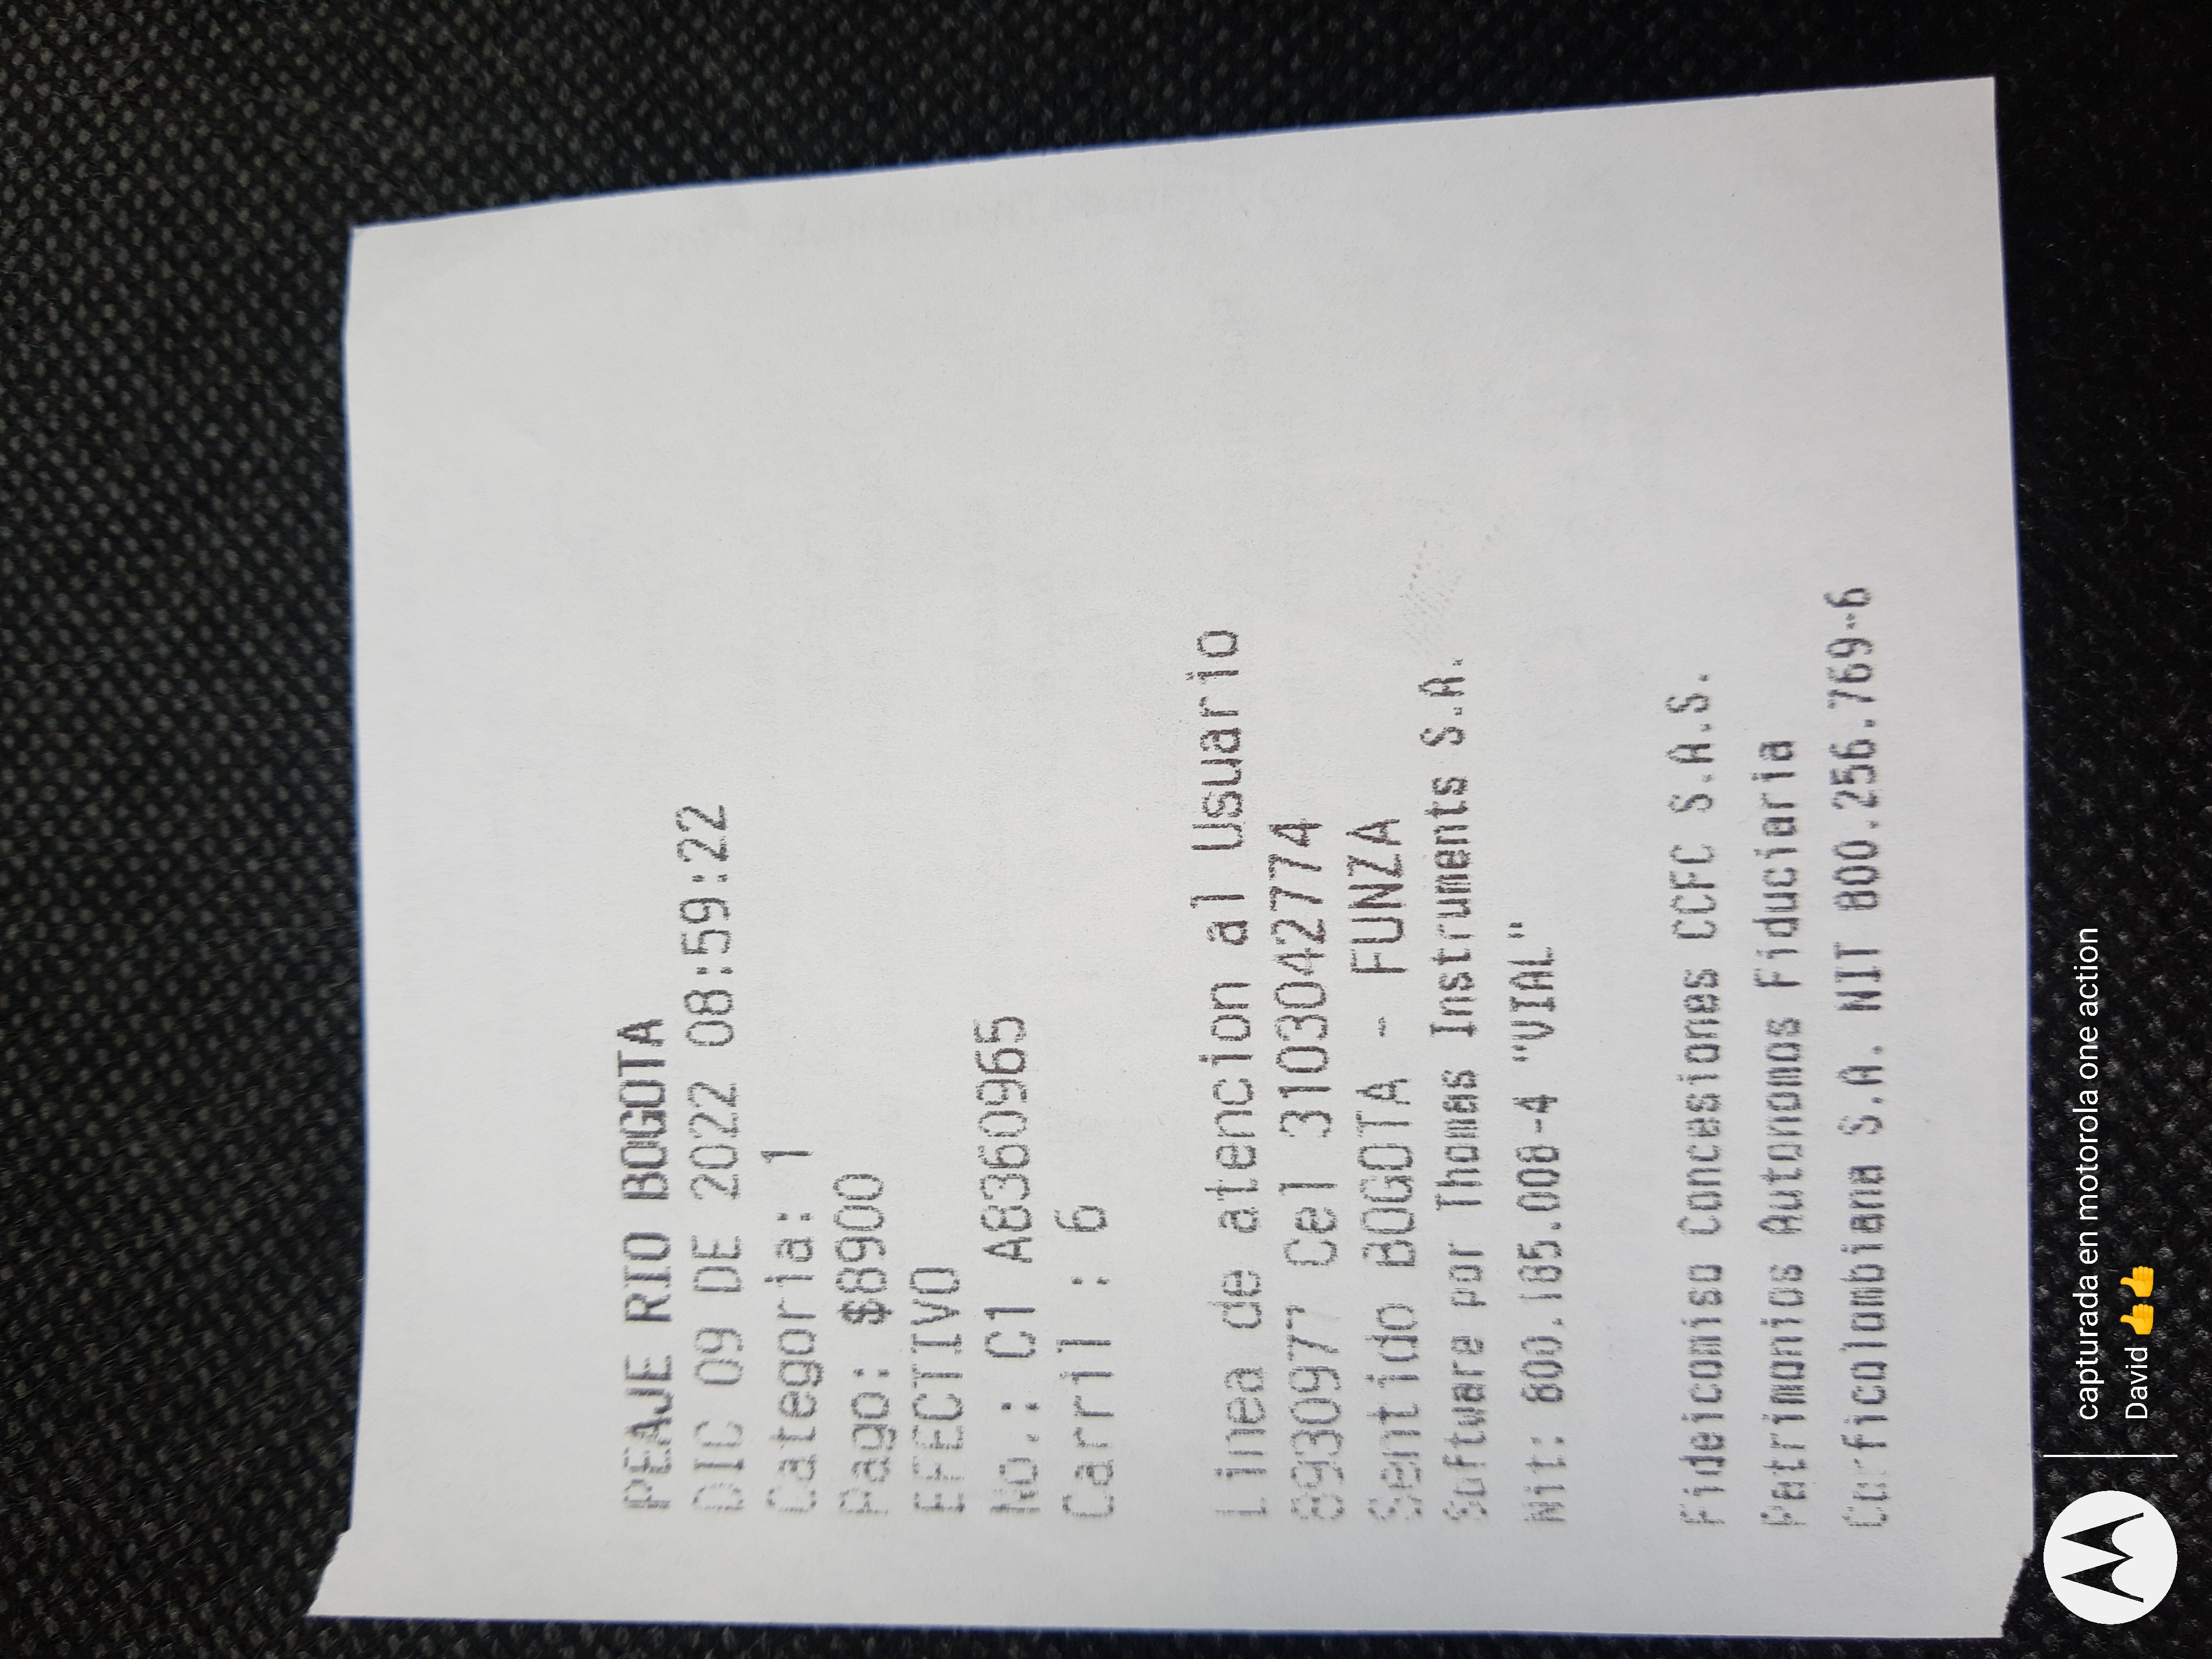 PEAJE RIO BOGOTA
DIC 09 DE 2022 08:59:22
Categoria: 1
Pago: $8900
EFECTIVO
No.: C1 A8360965
Carril : 6
Linea de atencion al Usuario
8930977 Cel 3103042774
Sentido BOGOTA - FUNZA
Software por Thomas Instruments S.A.
Nit: 800.185.008-4 "VIAL"
Fideicomiso Concesiones CCFC S.A.S.
Patrimonios Autonomos Fiduciaria
Corficolombiana S.A. NIT 800.256.769-6
capturada en motorola one action
David 👍👍